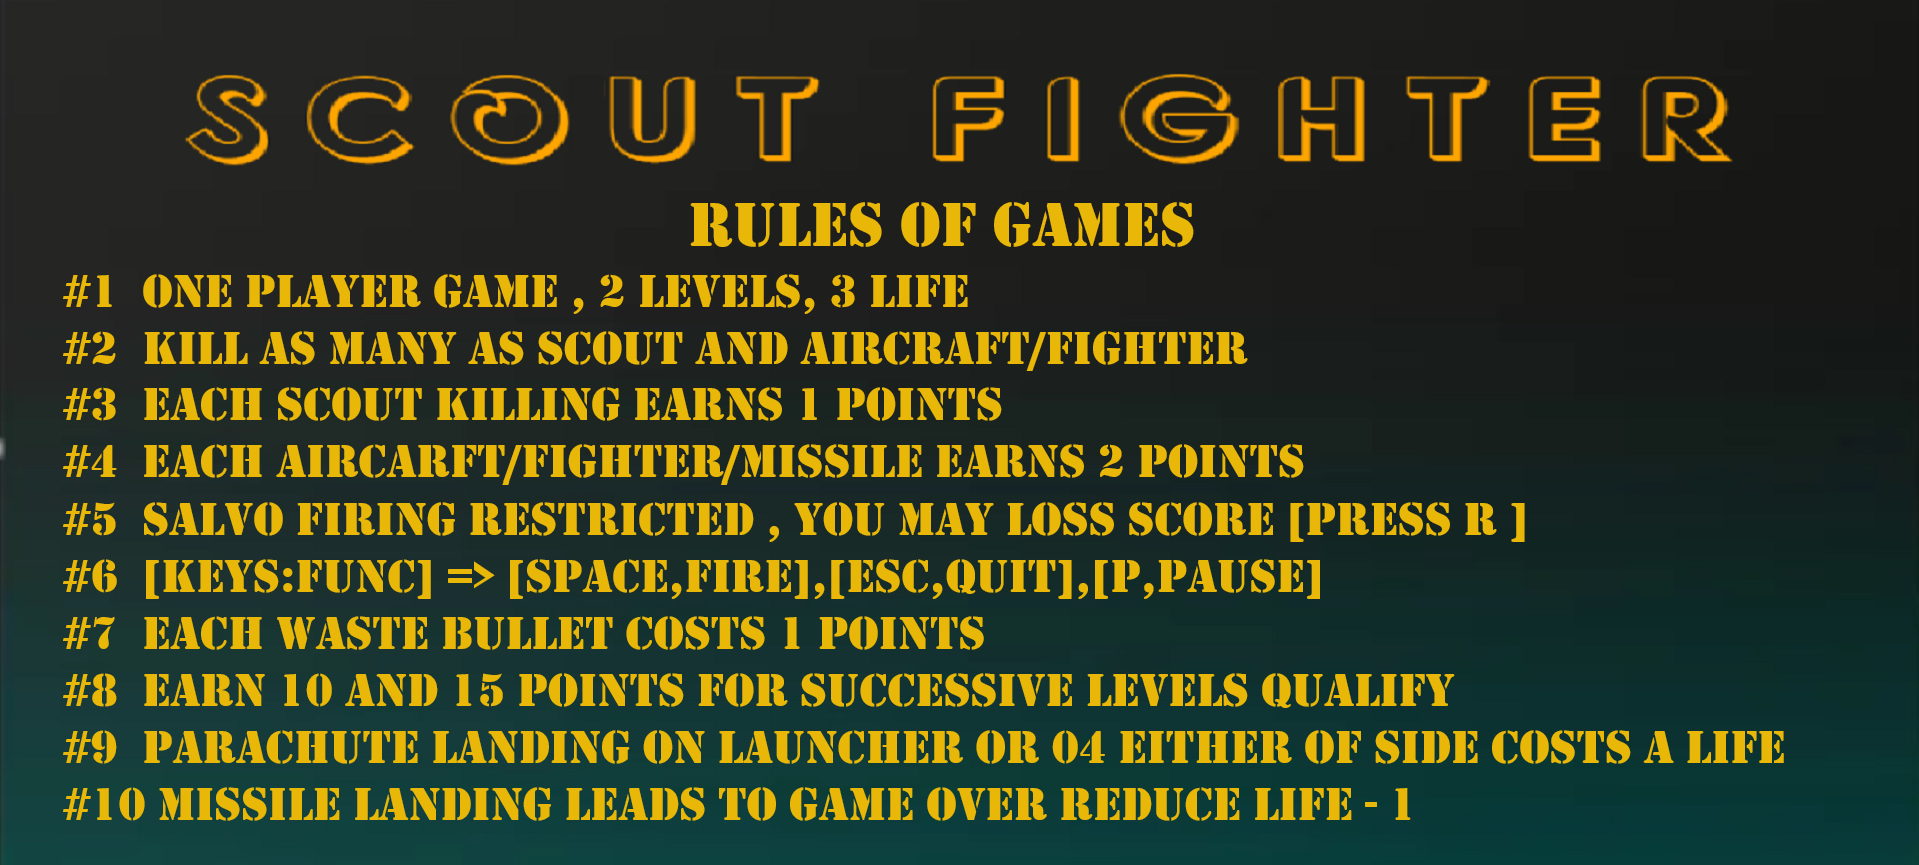 SCOUT FIGHTER
RULES OF GAMES
#1 ONE PLAYER GAME , 2 LEVELS, 3 LIFE
#2 KILL AS MANY AS SCOUT AND AIRCRAFT/FIGHTER
#3 EACH SCOUT KILLING EARNS 1 POINTS
#4 EACH AIRCARFT/FIGHTER/MISSILE EARNS 2 POINTS
#5 SALVO FIRING RESTRICTED , YOU MAY LOSS SCORE [PRESS R ]
#6 [KEYS:FUNC] => [SPACE,FIRE],[ESC,QUIT],[P,PAUSE]
#7 EACH WASTE BULLET COSTS 1 POINTS
#8 EARN 10 AND 15 POINTS FOR SUCCESSIVE LEVELS QUALIFY
#9 PARACHUTE LANDING ON LAUNCHER OR 04 EITHER OF SIDE COSTS A LIFE
#10 MISSILE LANDING LEADS TO GAME OVER REDUCE LIFE - 1